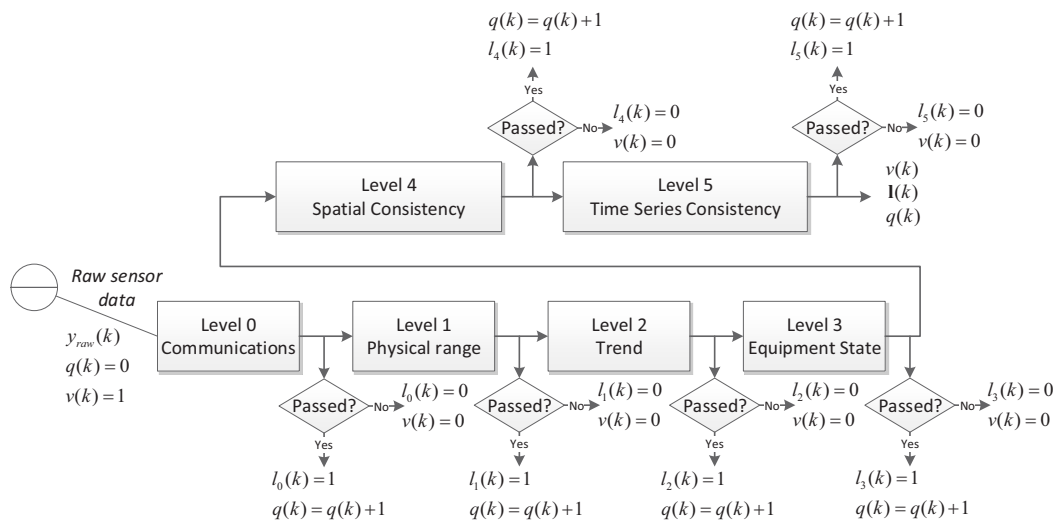 q(k) = q(k)+1
l₄(k) = 1
Yes
Passed?
No
l₄(k) = 0
v(k) = 0
q(k) = q(k)+1
l₅(k) = 1
Yes
Passed?
No
l₅(k) = 0
v(k) = 0
Level 4
Spatial Consistency
Level 5
Time Series Consistency
v(k)
l(k)
q(k)
Raw sensor
data
y_raw(k)
q(k) = 0
v(k) = 1
Level 0
Communications
Level 1
Physical range
Level 2
Trend
Level 3
Equipment State
Passed?
No
l₀(k) = 0
v(k) = 0
Yes
l₀(k) = 1
q(k) = q(k)+1
Passed?
No
l₁(k) = 0
v(k) = 0
Yes
l₁(k) = 1
q(k) = q(k)+1
Passed?
No
l₂(k) = 0
v(k) = 0
Yes
l₂(k) = 1
q(k) = q(k)+1
Passed?
No
l₃(k) = 0
v(k) = 0
Yes
l₃(k) = 1
q(k) = q(k)+1